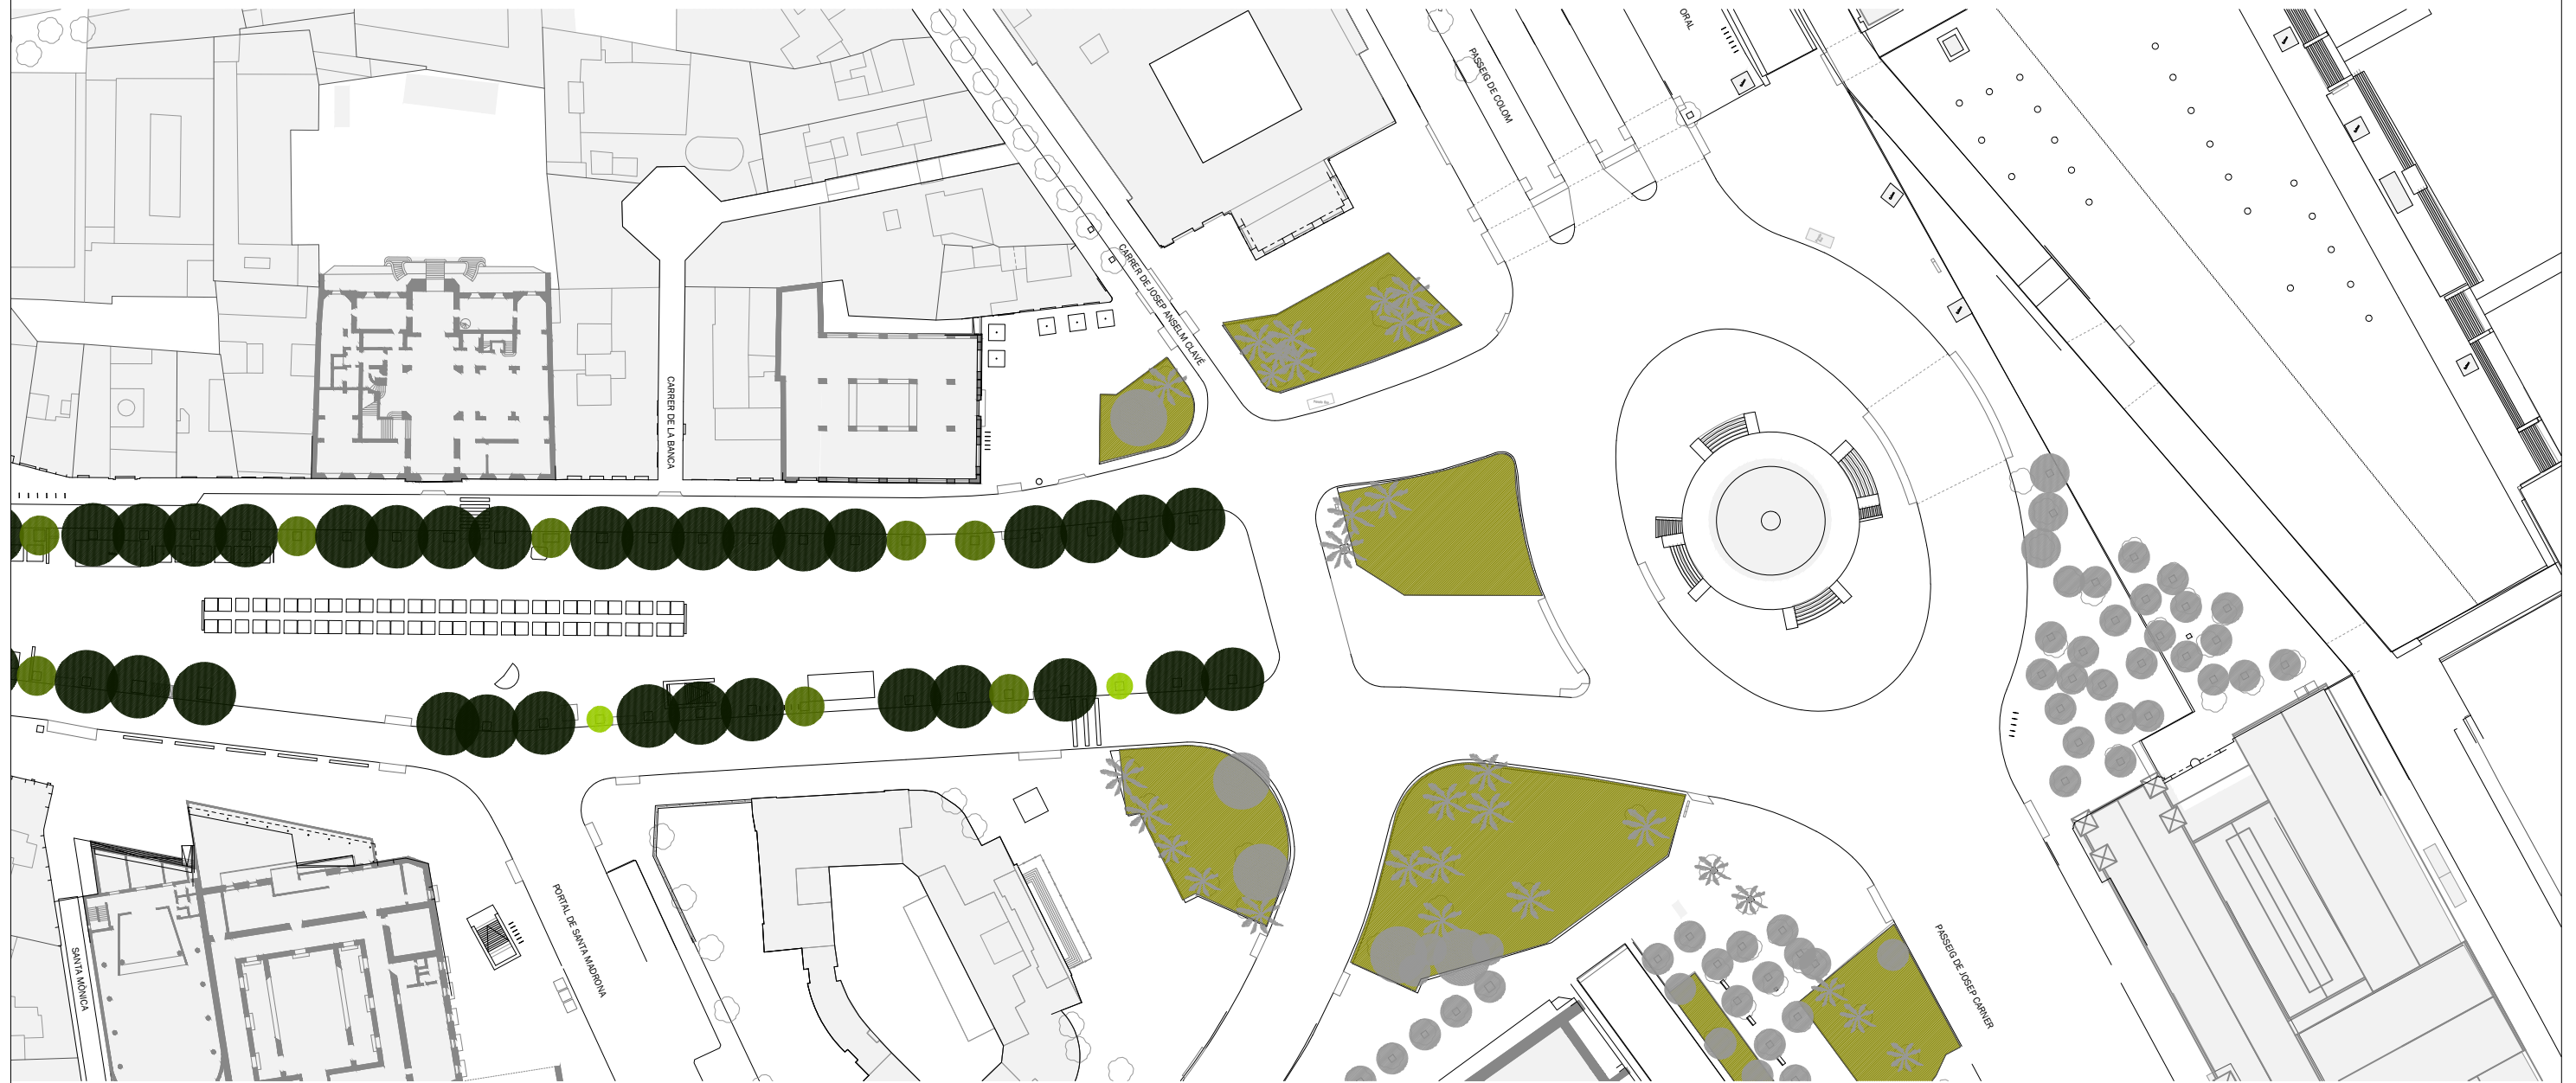 ORAL
PASSEIG DE COLOM
CARRER DE JOSEP ANSELM CLAVÉ
CARRER DE LA BANCA
PORTAL DE SANTA MADRONA
SANTA MÒNICA
PASSEIG DE JOSEP CARNER